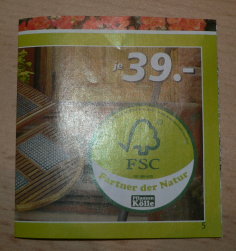 je 39.-
FSC
Partner der Natur
Pflanzen
Kölle
5